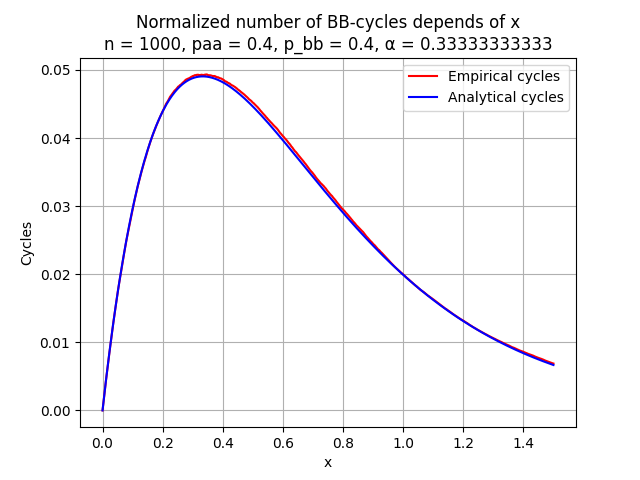 Normalized number of BB-cycles depends of x
n = 1000, paa = 0.4, p_bb = 0.4, α = 0.33333333333
Empirical cycles
Analytical cycles
0.05
0.04
0.03
0.02
0.01
0.00
Cycles
0.0 0.2 0.4 0.6 0.8 1.0 1.2 1.4
x